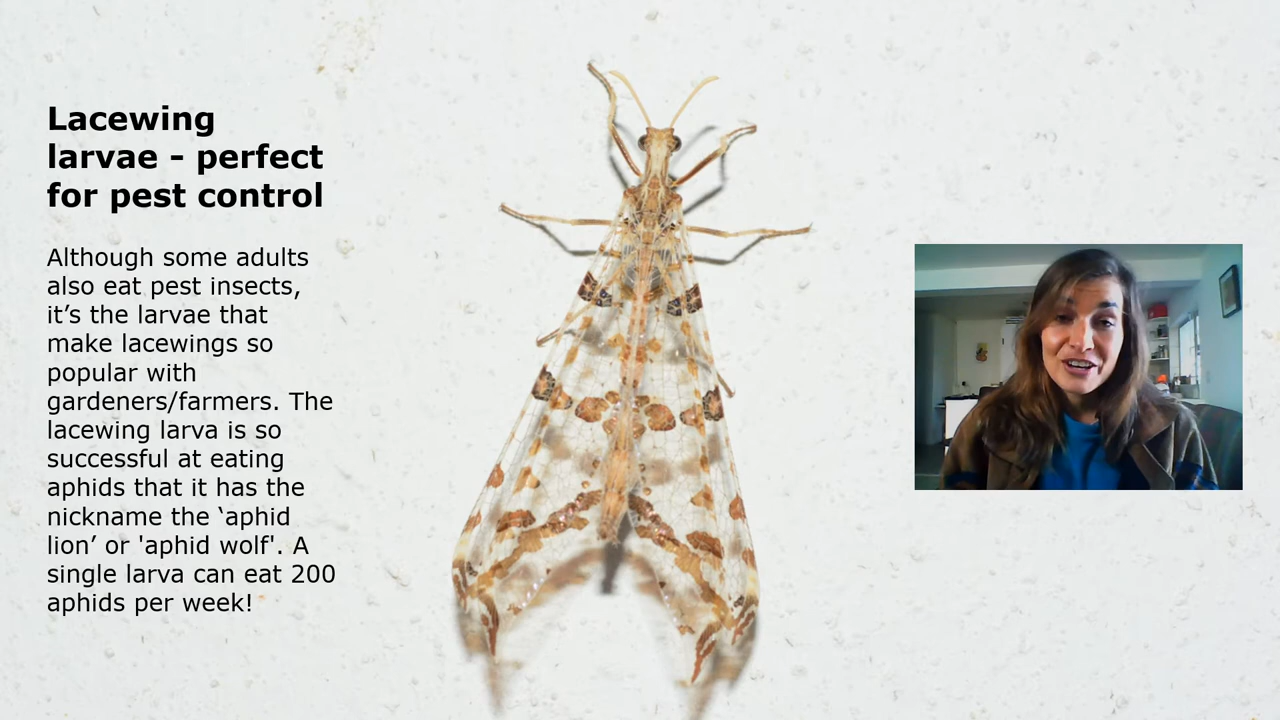 Lacewing
larvae - perfect
for pest control
Although some adults
also eat pest insects,
it’s the larvae that
make lacewings so
popular with
gardeners/farmers. The
lacewing larva is so
successful at eating
aphids that it has the
nickname the ‘aphid
lion’ or 'aphid wolf'. A
single larva can eat 200
aphids per week!